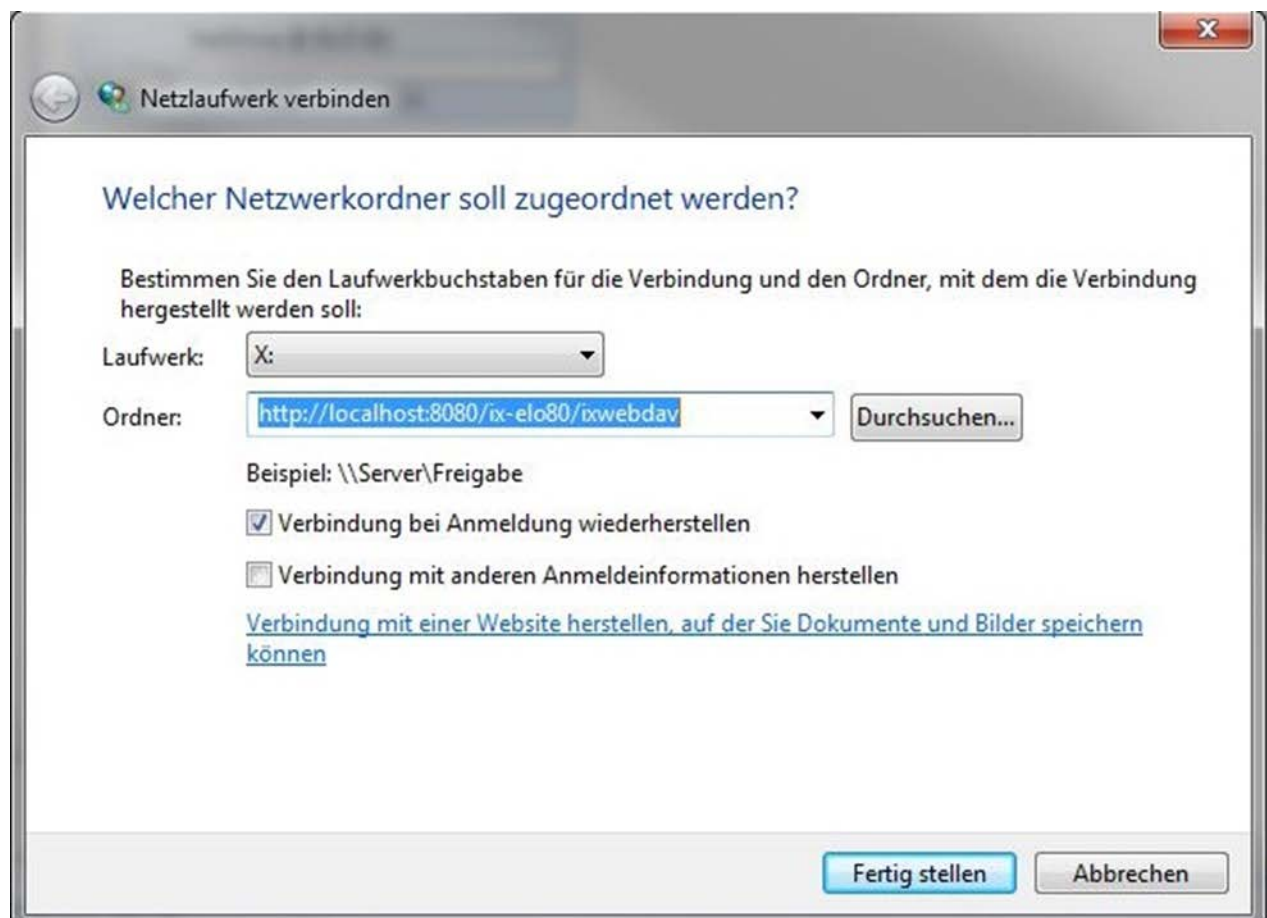 Netzlaufwerk verbinden
Welcher Netzwerkordner soll zugeordnet werden?
Bestimmen Sie den Laufwerkbuchstaben für die Verbindung und den Ordner, mit dem die Verbindung
hergestellt werden soll:
Laufwerk: X:
Ordner: http://localhost:8080/ix-elo80/ixwebdav Durchsuchen...
Beispiel: \\Server\Freigabe
Verbindung bei Anmeldung wiederherstellen
Verbindung mit anderen Anmeldeinformationen herstellen
Verbindung mit einer Website herstellen, auf der Sie Dokumente und Bilder speichern
können
Fertig stellen Abbrechen